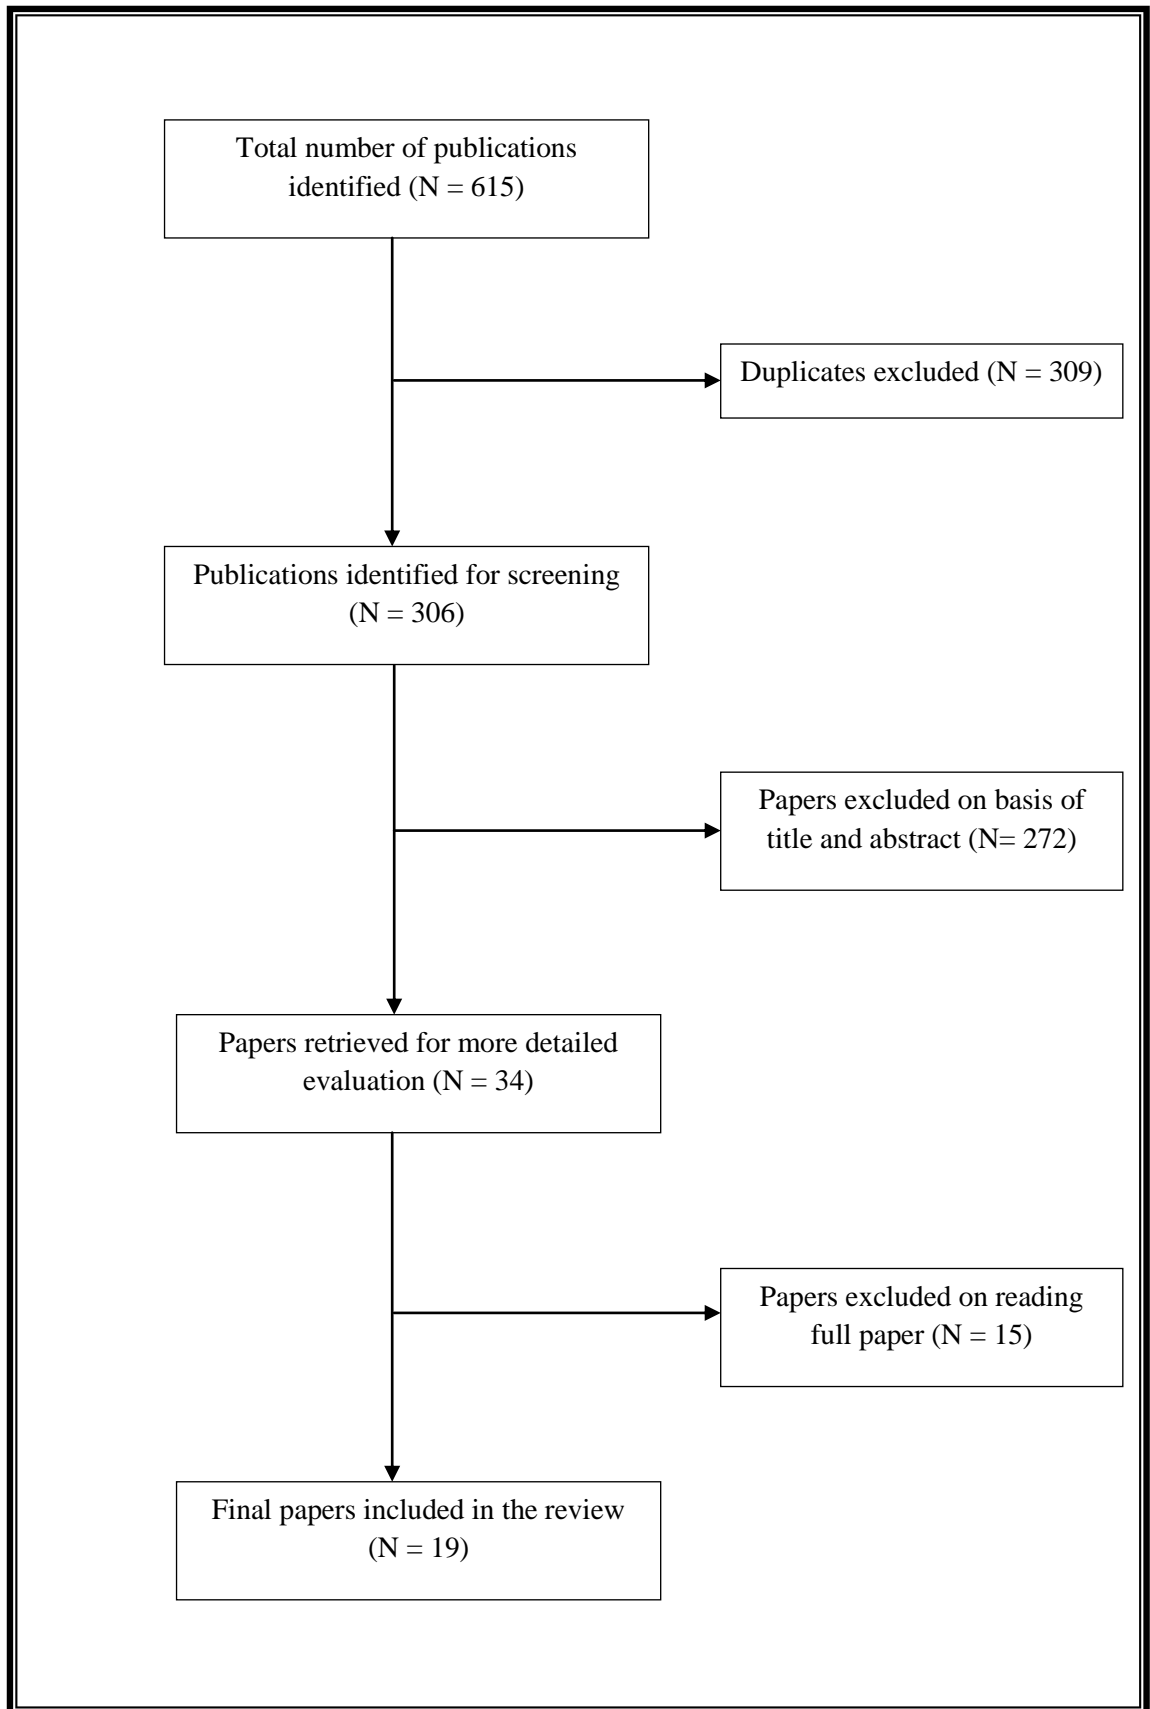 Total number of publications
identified (N = 615)
Duplicates excluded (N = 309)
Publications identified for screening
(N = 306)
Papers excluded on basis of
title and abstract (N= 272)
Papers retrieved for more detailed
evaluation (N = 34)
Papers excluded on reading
full paper (N = 15)
Final papers included in the review
(N = 19)